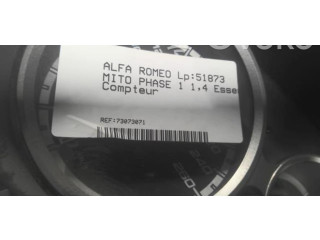 ALFA ROMEO Lp:51873
MITO PHASE 1 1,4 Esse
Compteur
REF:73073071